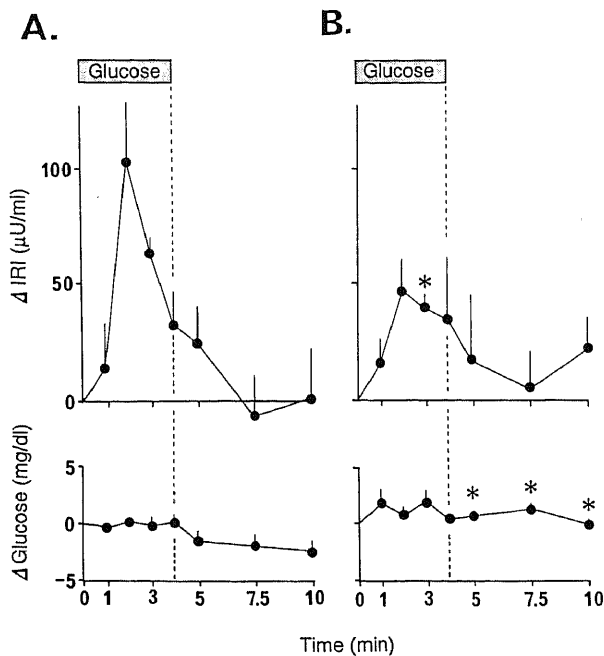 A.
B.
Glucose
Glucose
Δ IRI (μU/ml)
100
50
0
*
Δ Glucose (mg/dl)
5
0
−5
* * *
0 1 3 5 7.5 10
0 1 3 5 7.5 10
Time (min)